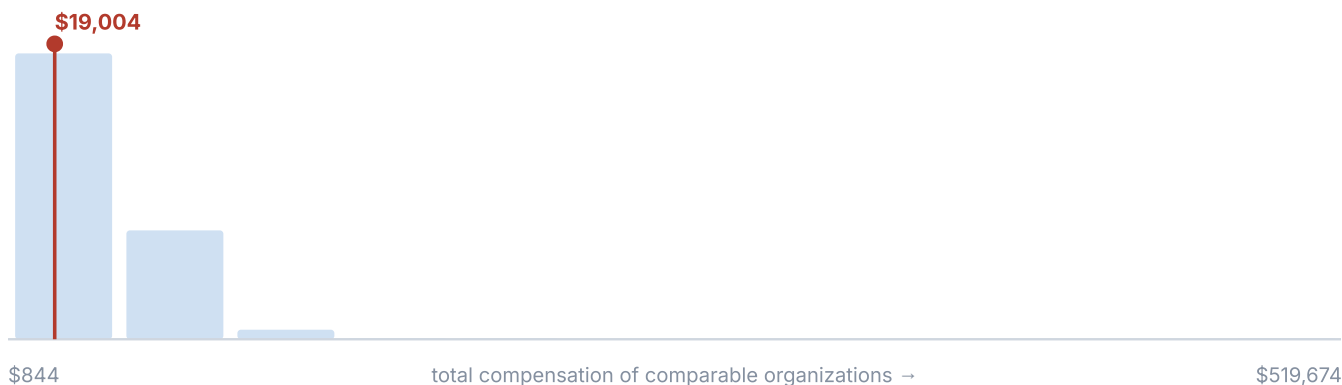 $19,004
$844
total compensation of comparable organizations →
$519,674